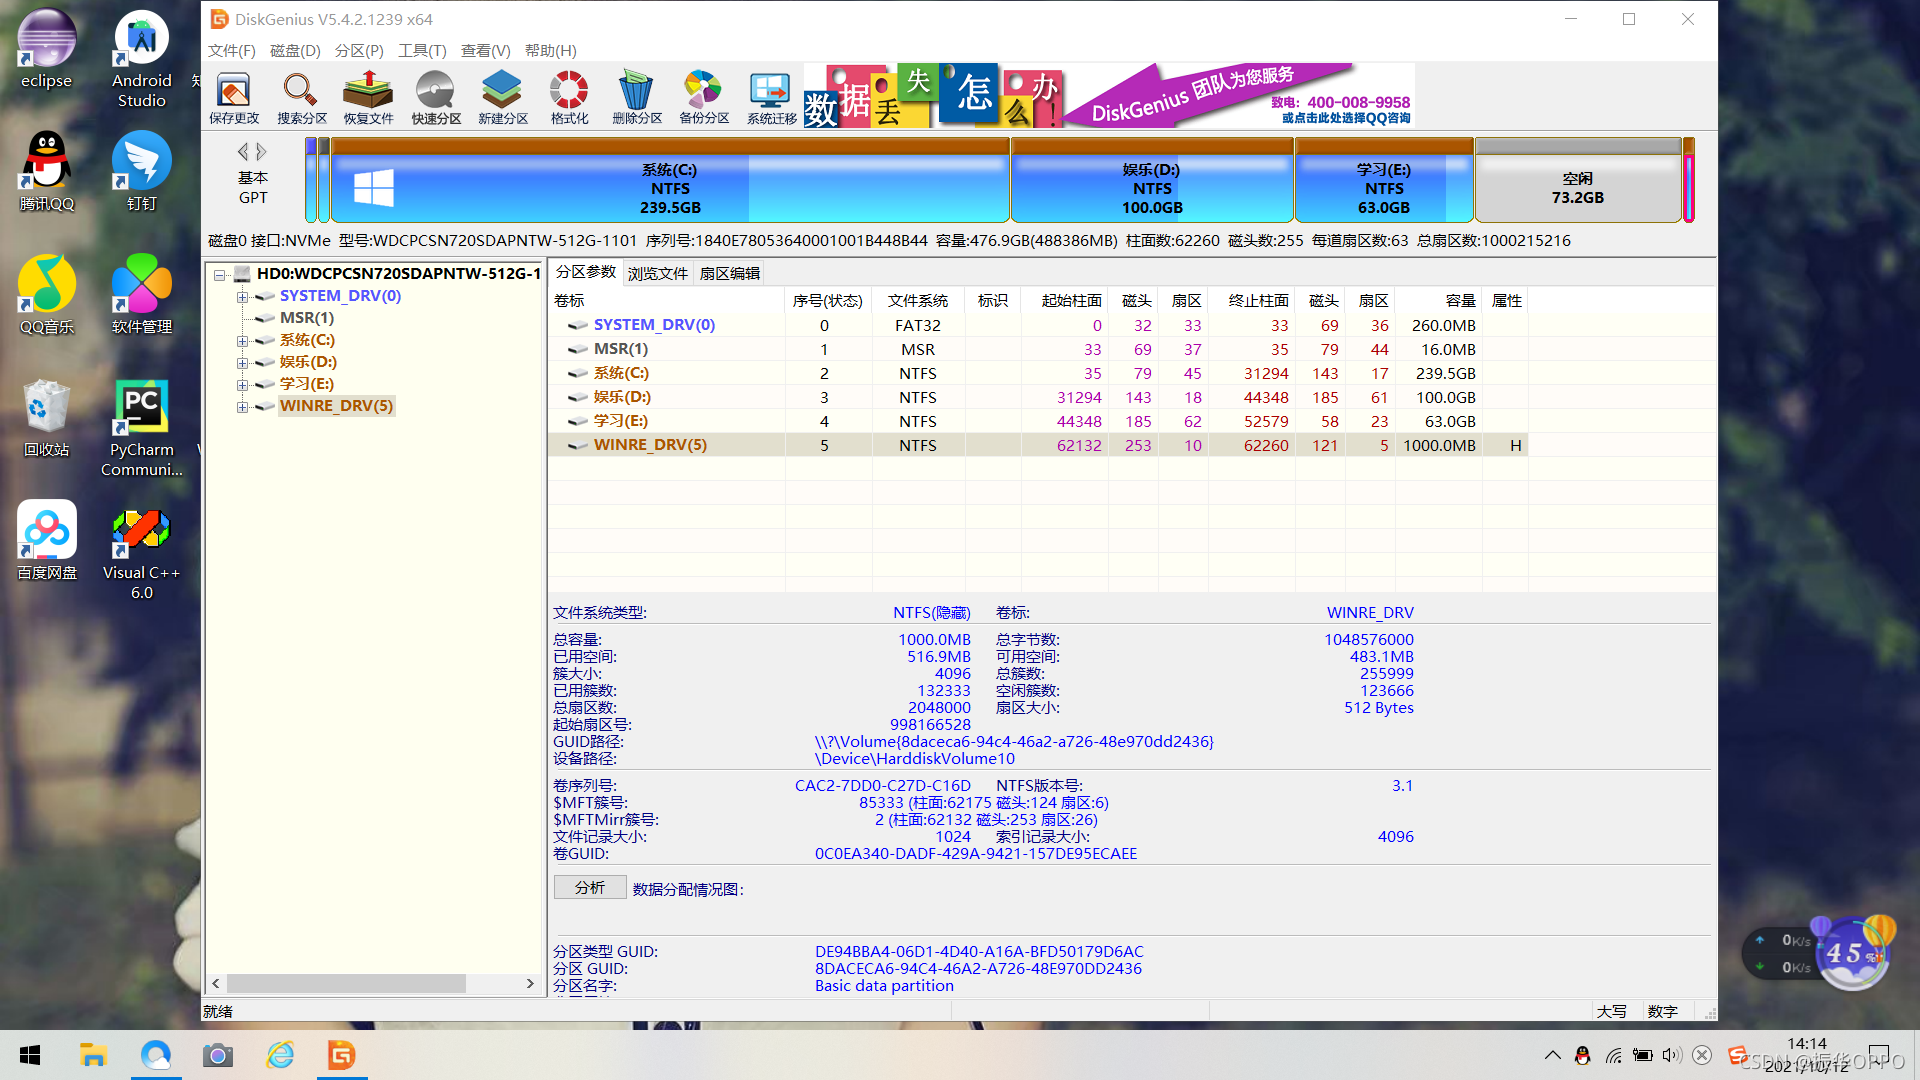 eclipse
Android
Studio
知
腾讯QQ
钉钉
QQ音乐
软件管理
回收站
PyCharm
Communi...
百度网盘
Visual C++
6.0
DiskGenius V5.4.2.1239 x64
文件(F) 磁盘(D) 分区(P) 工具(T) 查看(V) 帮助(H)
保存更改 搜索分区 恢复文件 快速分区 新建分区 格式化 删除分区 备份分区 系统迁移
数据丢失怎么办!
DiskGenius 团队为您服务
致电：400-008-9958
或点击此处选择QQ咨询
基本
GPT
系统(C:)
NTFS
239.5GB
娱乐(D:)
NTFS
100.0GB
学习(E:)
NTFS
63.0GB
空闲
73.2GB
磁盘0 接口:NVMe 型号:WDCPCSN720SDAPNTW-512G-1101 序列号:1840E78053640001001B448B44 容量:476.9GB(488386MB) 柱面数:62260 磁头数:255 每道扇区数:63 总扇区数:1000215216
HD0:WDCPCSN720SDAPNTW-512G-1
SYSTEM_DRV(0)
MSR(1)
系统(C:)
娱乐(D:)
学习(E:)
WINRE_DRV(5)
分区参数 浏览文件 扇区编辑
卷标 序号(状态) 文件系统 标识 起始柱面 磁头 扇区 终止柱面 磁头 扇区 容量 属性
SYSTEM_DRV(0) 0 FAT32 0 32 33 33 69 36 260.0MB
MSR(1) 1 MSR 33 69 37 35 79 44 16.0MB
系统(C:) 2 NTFS 35 79 45 31294 143 17 239.5GB
娱乐(D:) 3 NTFS 31294 143 18 44348 185 61 100.0GB
学习(E:) 4 NTFS 44348 185 62 52579 58 23 63.0GB
WINRE_DRV(5) 5 NTFS 62132 253 10 62260 121 5 1000.0MB H
文件系统类型: NTFS(隐藏) 卷标: WINRE_DRV
总容量: 1000.0MB 总字节数: 1048576000
已用空间: 516.9MB 可用空间: 483.1MB
簇大小: 4096 总簇数: 255999
已用簇数: 132333 空闲簇数: 123666
总扇区数: 2048000 扇区大小: 512 Bytes
起始扇区号: 998166528
GUID路径: \\?\Volume{8daceca6-94c4-46a2-a726-48e970dd2436}
设备路径: \Device\HarddiskVolume10
卷序列号: CAC2-7DD0-C27D-C16D NTFS版本号: 3.1
$MFT簇号: 85333 (柱面:62175 磁头:124 扇区:6)
$MFTMirr簇号: 2 (柱面:62132 磁头:253 扇区:26)
文件记录大小: 1024 索引记录大小: 4096
卷GUID: 0C0EA340-DADF-429A-9421-157DE95ECAEE
分析 数据分配情况图:
分区类型 GUID: DE94BBA4-06D1-4D40-A16A-BFD50179D6AC
分区 GUID: 8DACECA6-94C4-46A2-A726-48E970DD2436
分区名字: Basic data partition
就绪 大写 数字
0K/s
0K/s
45%
14:14
2021/10/12
CSDN @振华OPPO